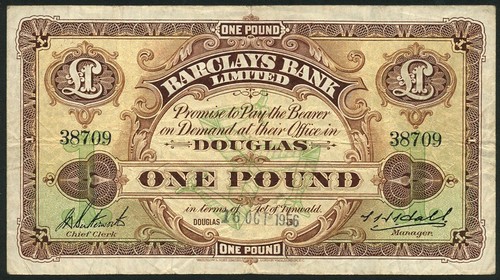 ONE POUND
£ £
BARCLAYS BANK
LIMITED
Promise to Pay the Bearer
on Demand at their Office in
38709 38709
DOUGLAS
ONE POUND
in terms of Act of Tynwald.
DOUGLAS 16 OCT 1956
Chief Clerk Manager
ONE POUND